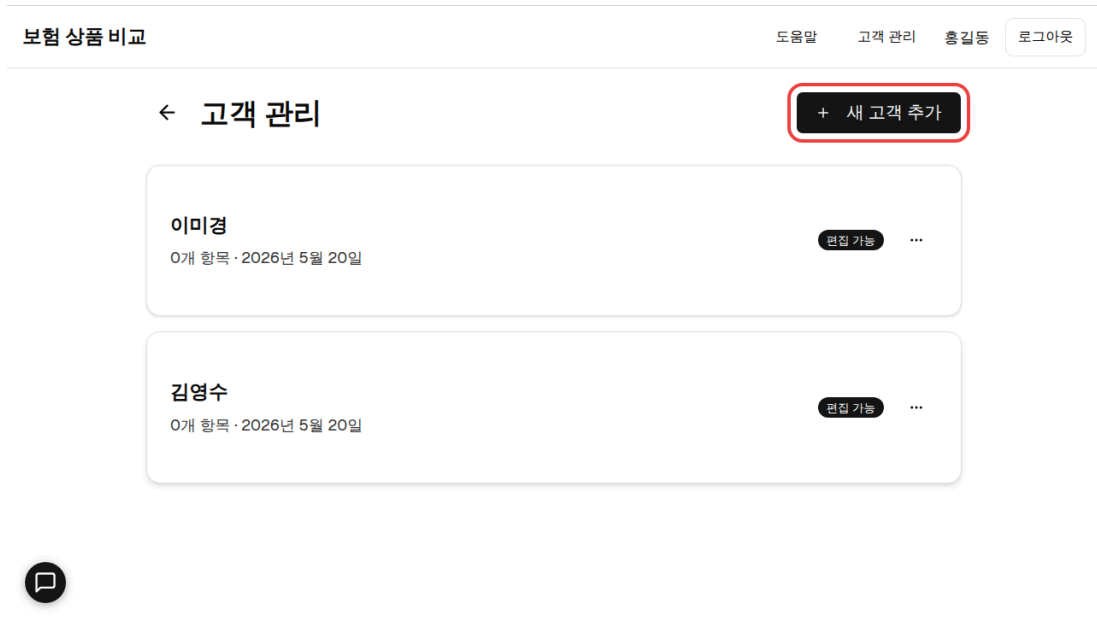 보험 상품 비교
도움말 고객 관리 홍길동 로그아웃
← 고객 관리
+ 새 고객 추가
이미경
0개 항목 · 2026년 5월 20일
편집 가능 ···
김영수
0개 항목 · 2026년 5월 20일
편집 가능 ···